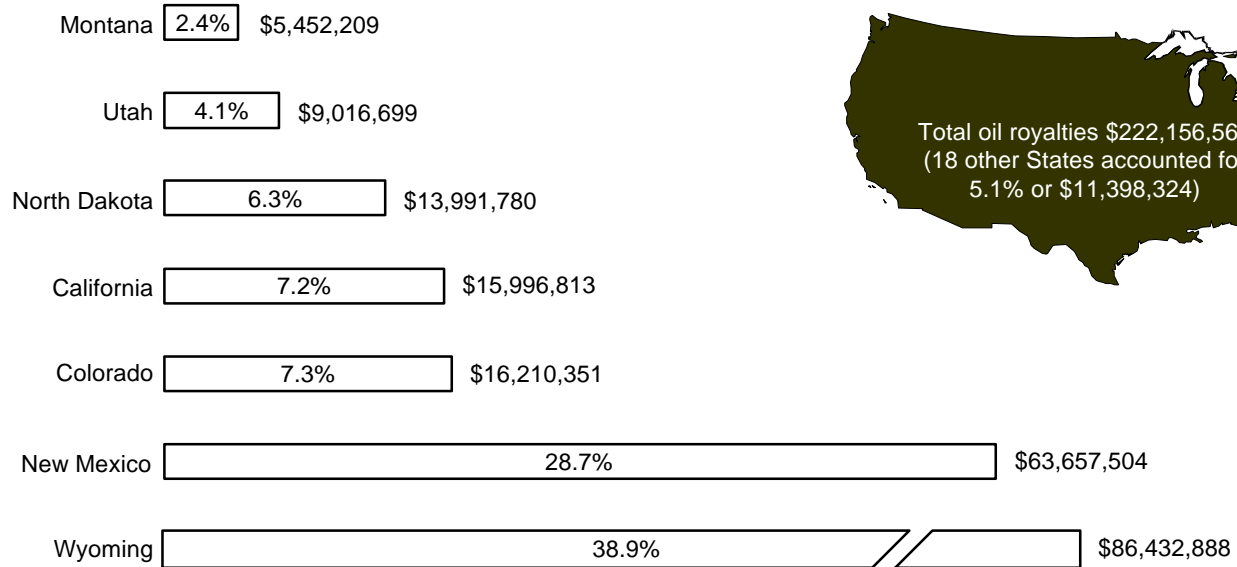 Montana 2.4% $5,452,209
Utah 4.1% $9,016,699
Total oil royalties $222,156,56
(18 other States accounted fo
5.1% or $11,398,324)
North Dakota 6.3% $13,991,780
California 7.2% $15,996,813
Colorado 7.3% $16,210,351
New Mexico 28.7% $63,657,504
Wyoming 38.9% $86,432,888